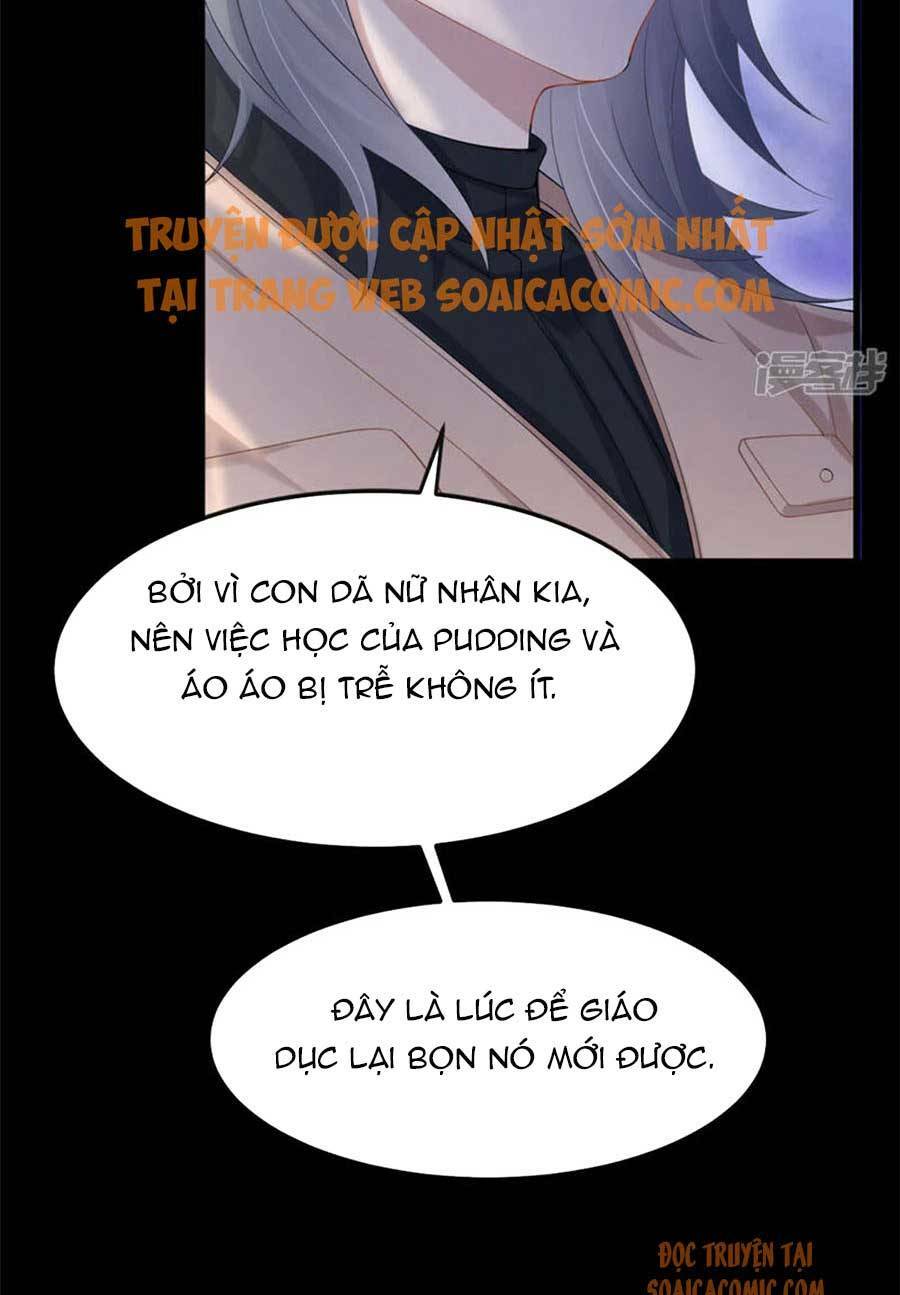 TRUYỆN ĐƯỢC CẬP NHẬT SỚM NHẤT
TẠI TRANG WEB SOAICACOMIC.COM
漫客栈
BỞI VÌ CON DÃ NỮ NHÂN KIA,
NÊN VIỆC HỌC CỦA PUDDING VÀ
ÁO ÁO BỊ TRỄ KHÔNG ÍT.
ĐÂY LÀ LÚC ĐỂ GIÁO
DỤC LẠI BỌN NÓ MỚI ĐƯỢC.
ĐỌC TRUYỆN TẠI
SOAICACOMIC.COM